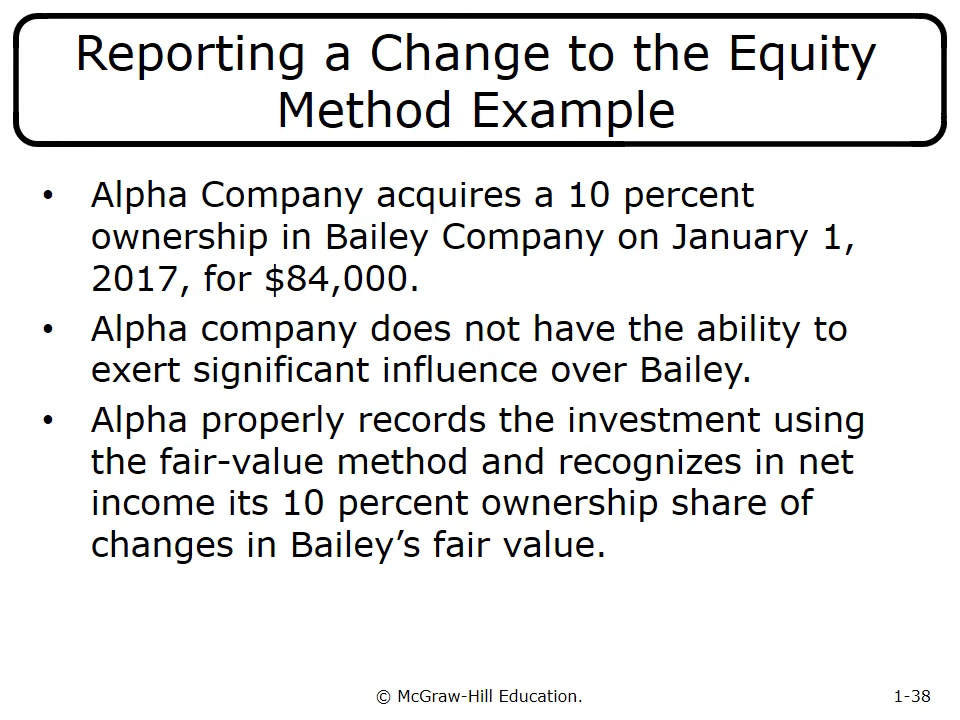 Reporting a Change to the Equity
Method Example
• Alpha Company acquires a 10 percent
ownership in Bailey Company on January 1,
2017, for $84,000.
• Alpha company does not have the ability to
exert significant influence over Bailey.
• Alpha properly records the investment using
the fair-value method and recognizes in net
income its 10 percent ownership share of
changes in Bailey’s fair value.
© McGraw-Hill Education.
1-38